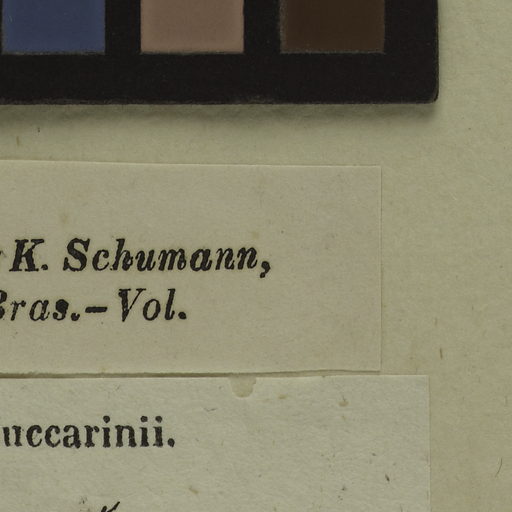 K. Schumann,
Bras.–Vol.
uccarinii.